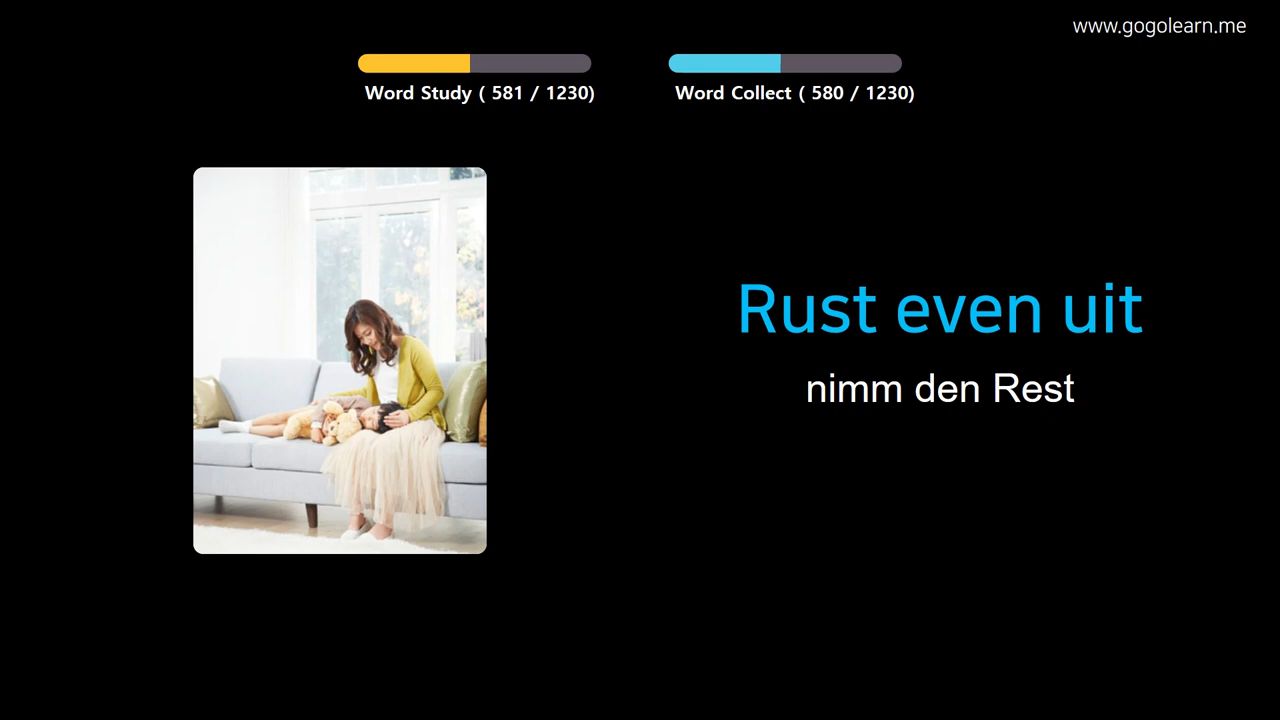 www.gogolearn.me
Word Study ( 581 / 1230)
Word Collect ( 580 / 1230)
Rust even uit
nimm den Rest